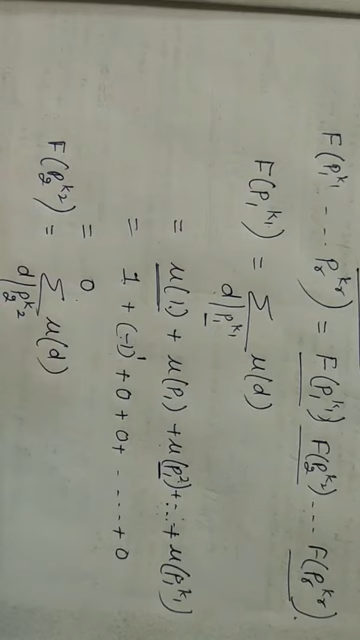 F(p₁^{k₁} - - - p_r^{k_r}) = F(p₁^{k₁}) F(p₂^{k₂}) ... F(p_r^{k_r}).
F(p₁^{k₁}) = Σ_{d|p₁^{k₁}} μ(d)
= μ(1) + μ(p₁) + μ(p₁²) + ... + μ(p₁^{k₁})
= 1 + (-1)¹ + 0 + 0 + - - - - + 0
= 0
F(p₂^{k₂}) = Σ_{d|p₂^{k₂}} μ(d)